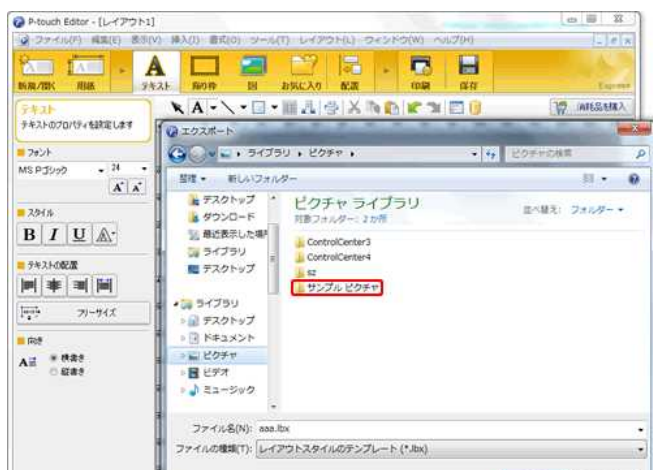 P-touch Editor - [レイアウト1]
ファイル(F) 編集(E) 表示(V) 挿入(I) 書式(O) ツール(T) レイアウト(L) ウィンドウ(W) ヘルプ(H)
新規/開く 用紙 テキスト 飾り枠 図 お気に入り 配置 印刷 保存 Express
テキスト
テキストのプロパティを設定します
消耗品を購入
フォント
MS Pゴシック 24
スタイル
B I U A
テキストの配置
フリーサイズ
向き
横書き
縦書き
エクスポート
ライブラリ ピクチャ
ピクチャの検索
整理 新しいフォルダー
デスクトップ
ダウンロード
最近表示した場所
ライブラリ
デスクトップ
ライブラリ
デスクトップ
ドキュメント
ピクチャ
ビデオ
ミュージック
ピクチャ ライブラリ
対象フォルダー: 2か所
並べ替え: フォルダー
ControlCenter3
ControlCenter4
sz
サンプル ピクチャ
ファイル名(N): aaa.lbx
ファイルの種類(T): レイアウトスタイルのテンプレート (*.lbx)